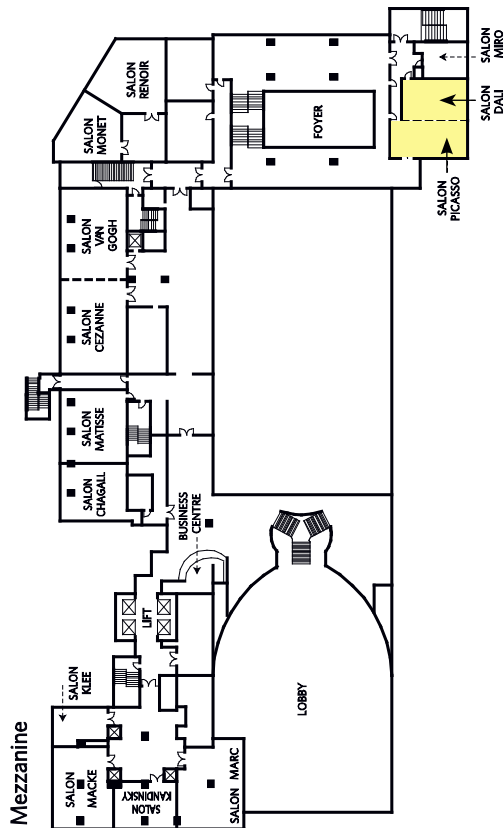 Mezzanine
SALON
MACKE
SALON
KLEE
SALON
KANDINSKY
SALON MARC
LIFT
BUSINESS
CENTRE
LOBBY
SALON
CHAGALL
SALON
MATISSE
SALON
CEZANNE
SALON
VAN
GOGH
SALON
MONET
SALON
RENOIR
FOYER
SALON
PICASSO
SALON
DALI
SALON
MIRO